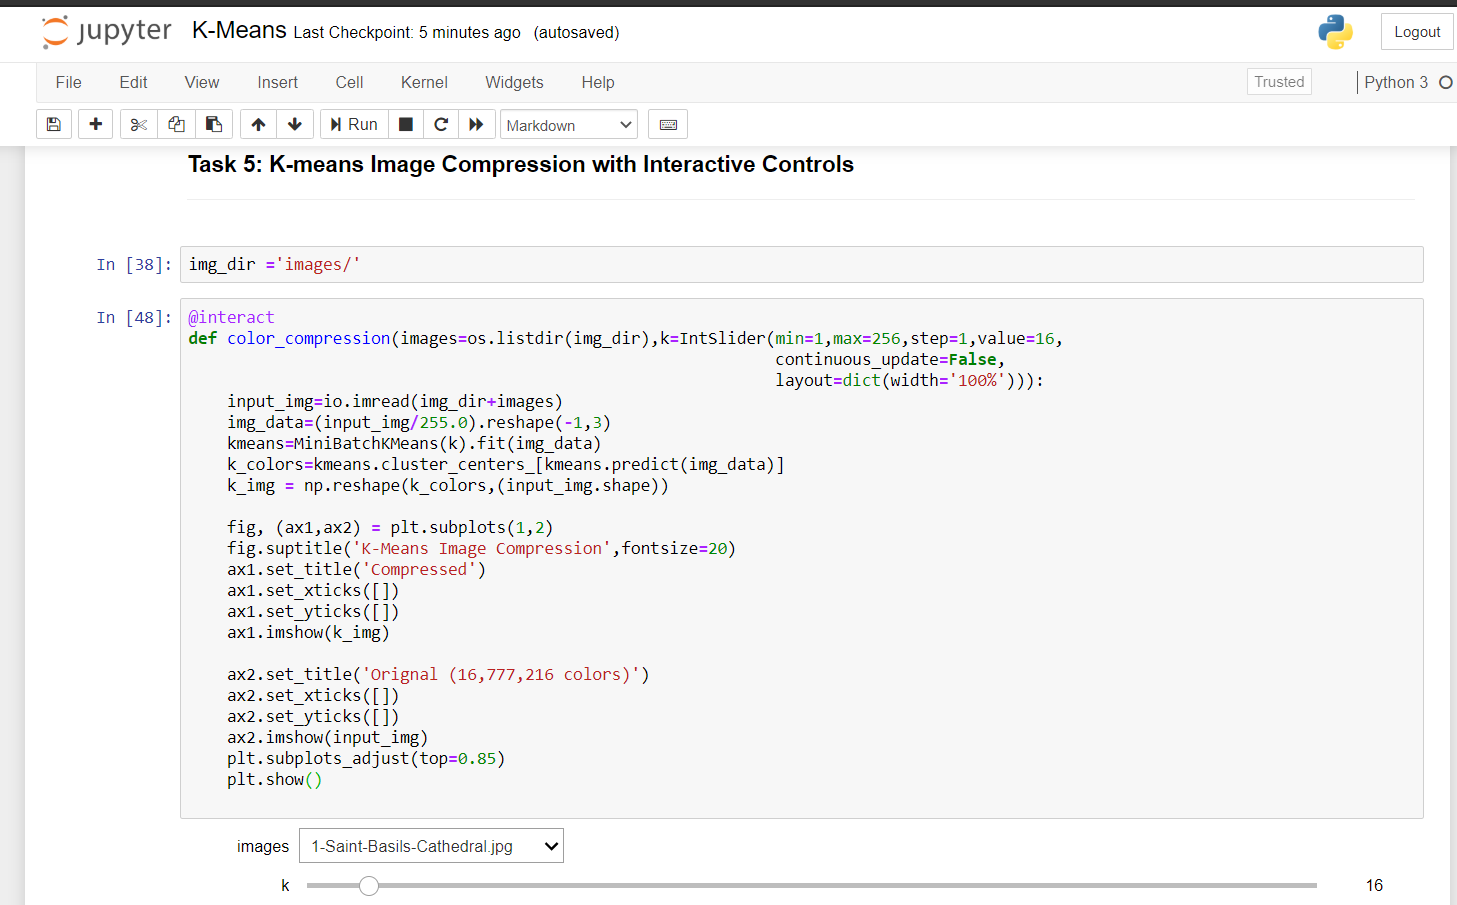 jupyter K-Means Last Checkpoint: 5 minutes ago (autosaved) Logout
File Edit View Insert Cell Kernel Widgets Help Trusted Python 3
Run Markdown
Task 5: K-means Image Compression with Interactive Controls
In [38]: img_dir ='images/'
In [48]: @interact
def color_compression(images=os.listdir(img_dir),k=IntSlider(min=1,max=256,step=1,value=16,
continuous_update=False,
layout=dict(width='100%'))):
input_img=io.imread(img_dir+images)
img_data=(input_img/255.0).reshape(-1,3)
kmeans=MiniBatchKMeans(k).fit(img_data)
k_colors=kmeans.cluster_centers_[kmeans.predict(img_data)]
k_img = np.reshape(k_colors,(input_img.shape))
fig, (ax1,ax2) = plt.subplots(1,2)
fig.suptitle('K-Means Image Compression',fontsize=20)
ax1.set_title('Compressed')
ax1.set_xticks([])
ax1.set_yticks([])
ax1.imshow(k_img)
ax2.set_title('Orignal (16,777,216 colors)')
ax2.set_xticks([])
ax2.set_yticks([])
ax2.imshow(input_img)
plt.subplots_adjust(top=0.85)
plt.show()
images 1-Saint-Basils-Cathedral.jpg
k 16